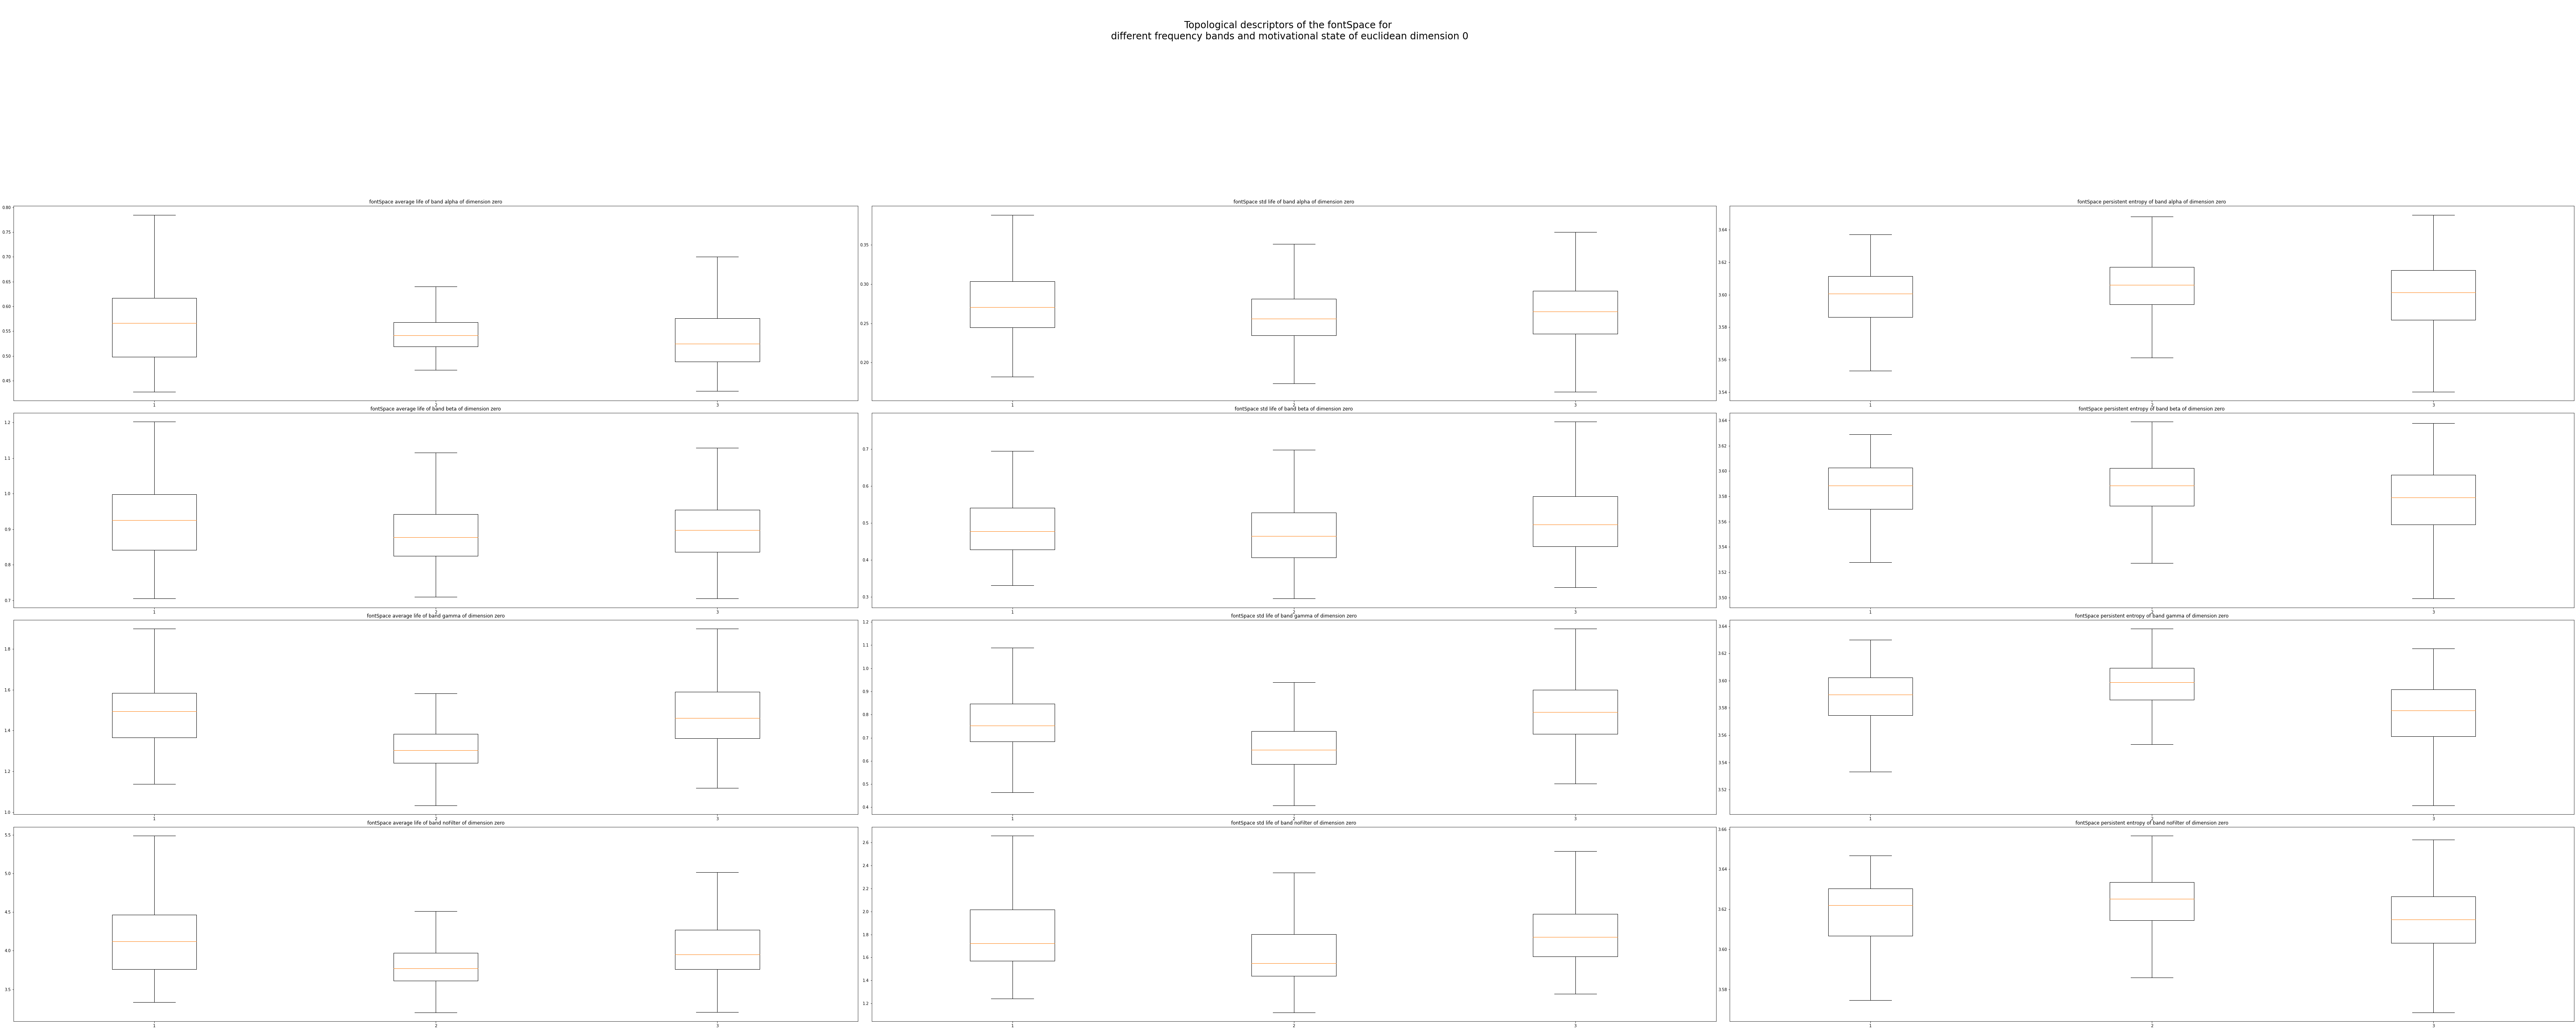 Topological descriptors of the fontSpace for
different frequency bands and motivational state of euclidean dimension 0
fontSpace average life of band alpha of dimension zero
0.80
0.75
0.70
0.65
0.60
0.55
0.50
0.45
1 2 3
fontSpace std life of band alpha of dimension zero
0.35
0.30
0.25
0.20
1 2 3
fontSpace persistent entropy of band alpha of dimension zero
3.64
3.62
3.60
3.58
3.56
3.54
1 2 3
fontSpace average life of band beta of dimension zero
1.2
1.1
1.0
0.9
0.8
0.7
1 2 3
fontSpace std life of band beta of dimension zero
0.7
0.6
0.5
0.4
0.3
1 2 3
fontSpace persistent entropy of band beta of dimension zero
3.64
3.62
3.60
3.58
3.56
3.54
3.52
3.50
1 2 3
fontSpace average life of band gamma of dimension zero
1.8
1.6
1.4
1.2
1.0
1 2 3
fontSpace std life of band gamma of dimension zero
1.2
1.1
1.0
0.9
0.8
0.7
0.6
0.5
0.4
1 2 3
fontSpace persistent entropy of band gamma of dimension zero
3.64
3.62
3.60
3.58
3.56
3.54
3.52
1 2 3
fontSpace average life of band nofilter of dimension zero
5.5
5.0
4.5
4.0
3.5
1 2 3
fontSpace std life of band nofilter of dimension zero
2.6
2.4
2.2
2.0
1.8
1.6
1.4
1.2
1 2 3
fontSpace persistent entropy of band nofilter of dimension zero
3.66
3.64
3.62
3.60
3.58
1 2 3